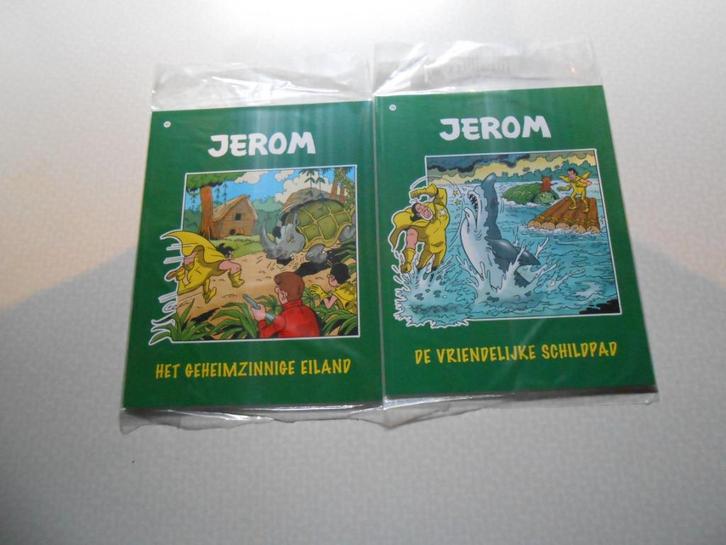 JEROM
HET GEHEIMZINNIGE EILAND
JEROM
DE VRIENDELIJKE SCHILDPAD